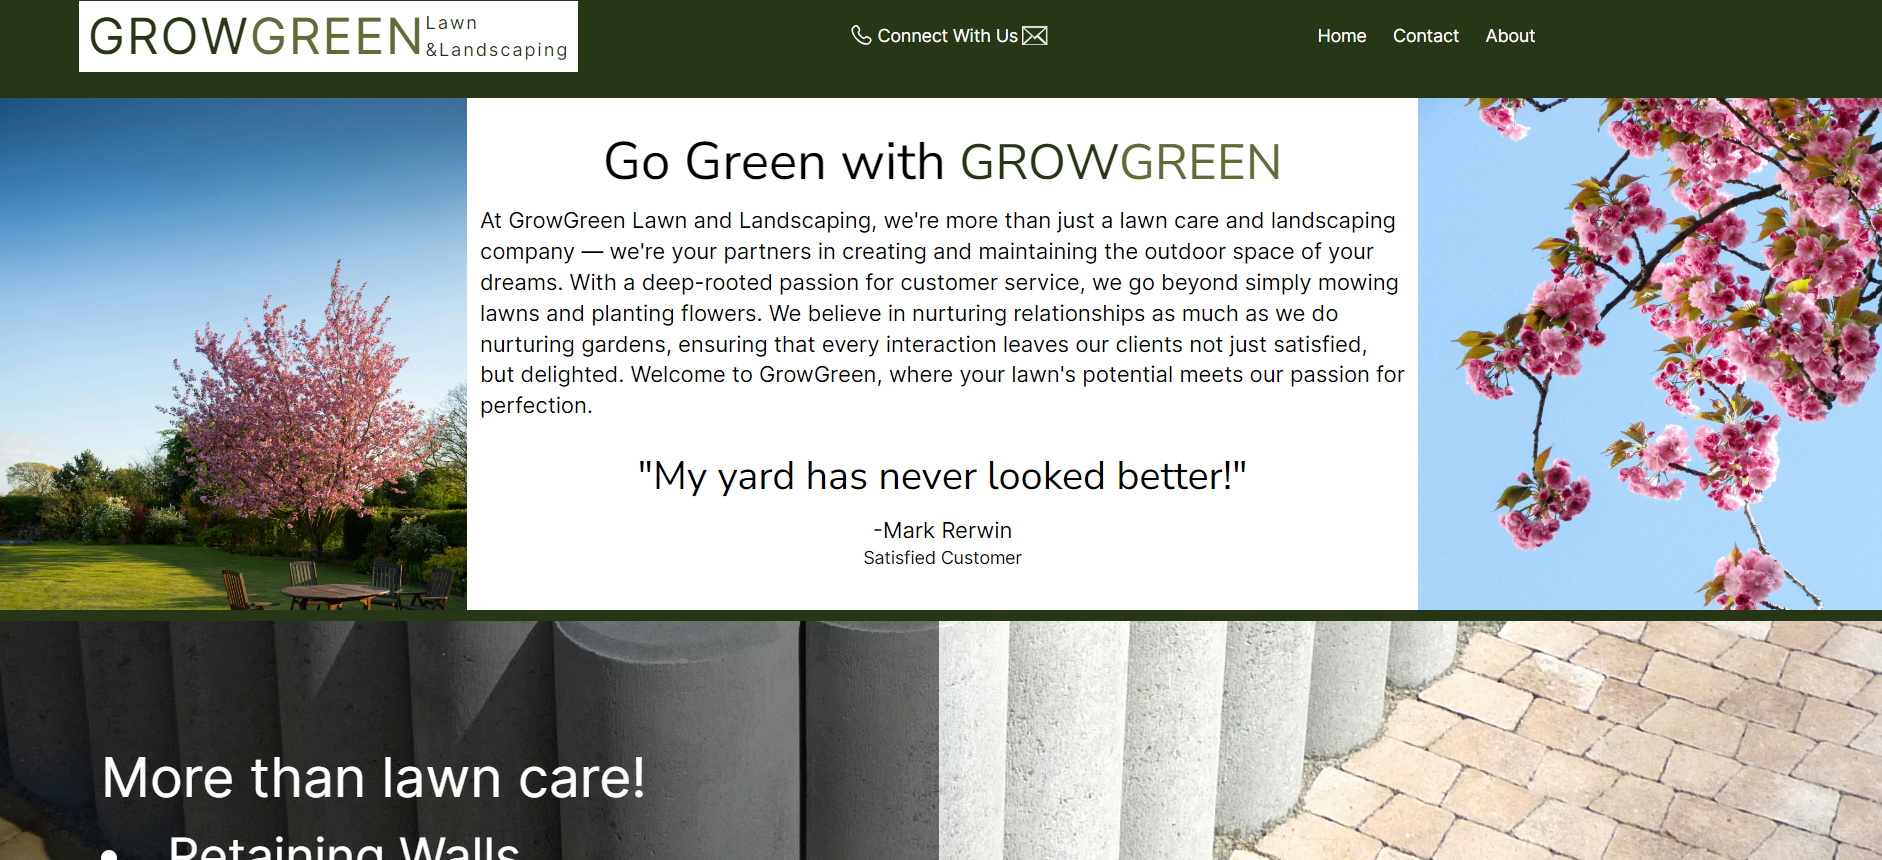 GROWGREEN Lawn
&Landscaping
Connect With Us
Home Contact About
Go Green with GROWGREEN
At GrowGreen Lawn and Landscaping, we're more than just a lawn care and landscaping
company — we're your partners in creating and maintaining the outdoor space of your
dreams. With a deep-rooted passion for customer service, we go beyond simply mowing
lawns and planting flowers. We believe in nurturing relationships as much as we do
nurturing gardens, ensuring that every interaction leaves our clients not just satisfied,
but delighted. Welcome to GrowGreen, where your lawn's potential meets our passion for
perfection.
"My yard has never looked better!"
-Mark Rerwin
Satisfied Customer
More than lawn care!
• Retaining Walls